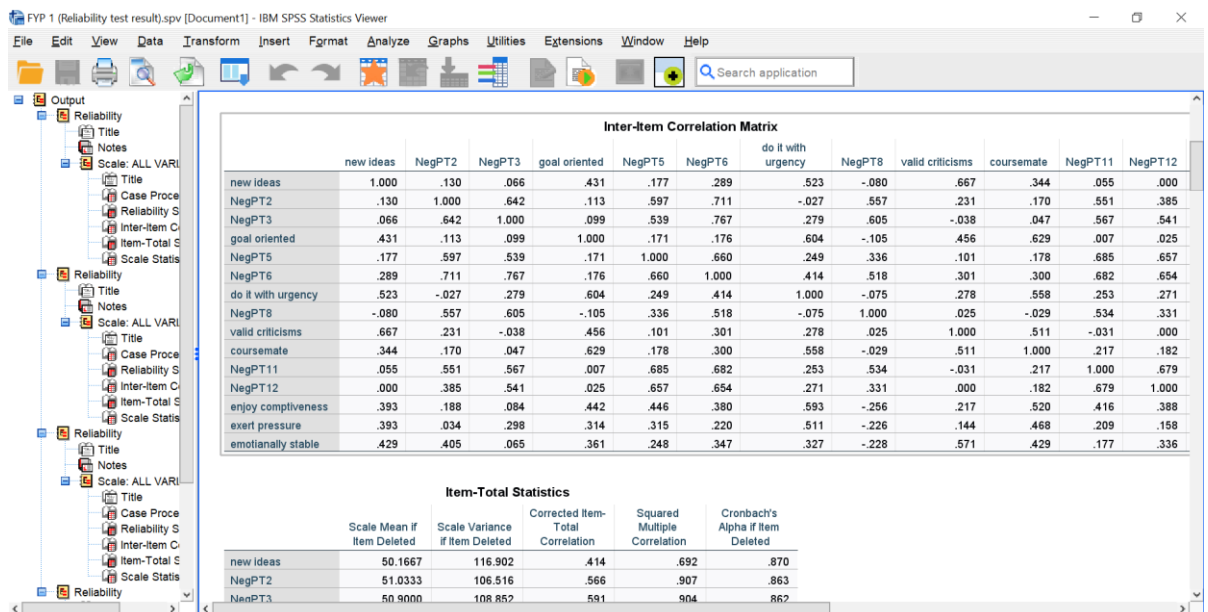 FYP 1 (Reliability test result).spv [Document1] - IBM SPSS Statistics Viewer
File Edit View Data Transform Insert Format Analyze Graphs Utilities Extensions Window Help
Search application
Output
Reliability
Title
Notes
Scale: ALL VARI
Title
Case Proce
Reliability S
Inter-Item C
Item-Total S
Scale Statis
Reliability
Title
Notes
Scale: ALL VARI
Title
Case Proce
Reliability S
Inter-Item C
Item-Total S
Scale Statis
Reliability
Title
Notes
Scale: ALL VARI
Title
Case Proce
Reliability S
Inter-Item C
Item-Total S
Scale Statis
Reliability
Inter-Item Correlation Matrix
new ideas NegPT2 NegPT3 goal oriented NegPT5 NegPT6 do it with urgency NegPT8 valid criticisms coursemate NegPT11 NegPT12
new ideas 1.000 .130 .066 .431 .177 .289 .523 -.080 .667 .344 .055 .000
NegPT2 .130 1.000 .642 .113 .597 .711 -.027 .557 .231 .170 .551 .385
NegPT3 .066 .642 1.000 .099 .539 .767 .279 .605 -.038 .047 .567 .541
goal oriented .431 .113 .099 1.000 .171 .176 .604 -.105 .456 .629 .007 .025
NegPT5 .177 .597 .539 .171 1.000 .660 .249 .336 .101 .178 .685 .657
NegPT6 .289 .711 .767 .176 .660 1.000 .414 .518 .301 .300 .682 .654
do it with urgency .523 -.027 .279 .604 .249 .414 1.000 -.075 .278 .558 .253 .271
NegPT8 -.080 .557 .605 -.105 .336 .518 -.075 1.000 .025 -.029 .534 .331
valid criticisms .667 .231 -.038 .456 .101 .301 .278 .025 1.000 .511 -.031 .000
coursemate .344 .170 .047 .629 .178 .300 .558 -.029 .511 1.000 .217 .182
NegPT11 .055 .551 .567 .007 .685 .682 .253 .534 -.031 .217 1.000 .679
NegPT12 .000 .385 .541 .025 .657 .654 .271 .331 .000 .182 .679 1.000
enjoy comptiveness .393 .188 .084 .442 .446 .380 .593 -.256 .217 .520 .416 .388
exert pressure .393 .034 .298 .314 .315 .220 .511 -.226 .144 .468 .209 .158
emotianally stable .429 .405 .065 .361 .248 .347 .327 -.228 .571 .429 .177 .336
Item-Total Statistics
Scale Mean if Item Deleted Scale Variance if Item Deleted Corrected Item-Total Correlation Squared Multiple Correlation Cronbach's Alpha if Item Deleted
new ideas 50.1667 116.902 .414 .692 .870
NegPT2 51.0333 106.516 .566 .907 .863
NegPT3 50.9000 108.852 .591 .904 .862